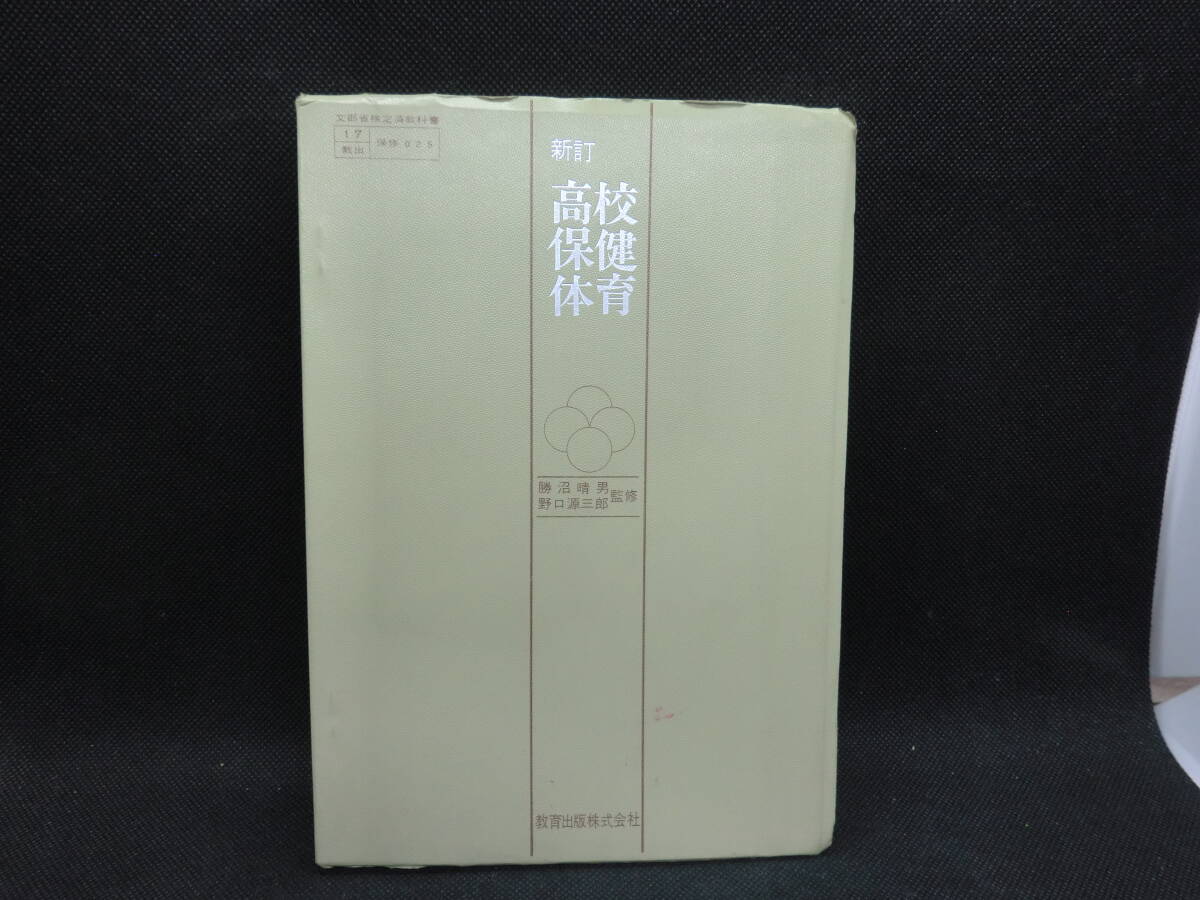 文部省検定済教科書
17
教出
保修 025
新訂
高校
保健
体育
勝沼晴男
野口源三郎
監修
教育出版株式会社